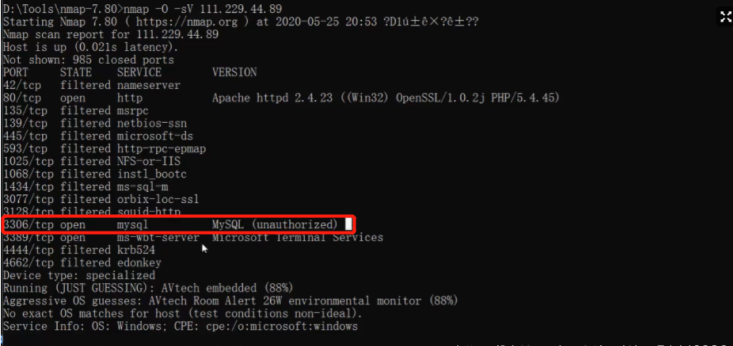 D:\Tools\nmap-7.80>nmap -O -sV 111.229.44.89
Starting Nmap 7.80 ( https://nmap.org ) at 2020-05-25 20:53 ?D1ú±ê×?ê±??
Nmap scan report for 111.229.44.89
Host is up (0.021s latency).
Not shown: 985 closed ports
PORT STATE SERVICE VERSION
42/tcp filtered nameserver
80/tcp open http Apache httpd 2.4.23 ((Win32) OpenSSL/1.0.2j PHP/5.4.45)
135/tcp filtered msrpc
139/tcp filtered netbios-ssn
445/tcp filtered microsoft-ds
593/tcp filtered http-rpc-epmap
1025/tcp filtered NFS-or-IIS
1068/tcp filtered instl_bootc
1434/tcp filtered ms-sql-m
3077/tcp filtered orbix-loc-ssl
3128/tcp filtered squid-http
3306/tcp open mysql MySQL (unauthorized)
3389/tcp open ms-wbt-server Microsoft Terminal Services
4444/tcp filtered krb524
4662/tcp filtered edonkey
Device type: specialized
Running (JUST GUESSING): AVtech embedded (88%)
Aggressive OS guesses: AVtech Room Alert 26W environmental monitor (88%)
No exact OS matches for host (test conditions non-ideal).
Service Info: OS: Windows; CPE: cpe:/o:microsoft:windows